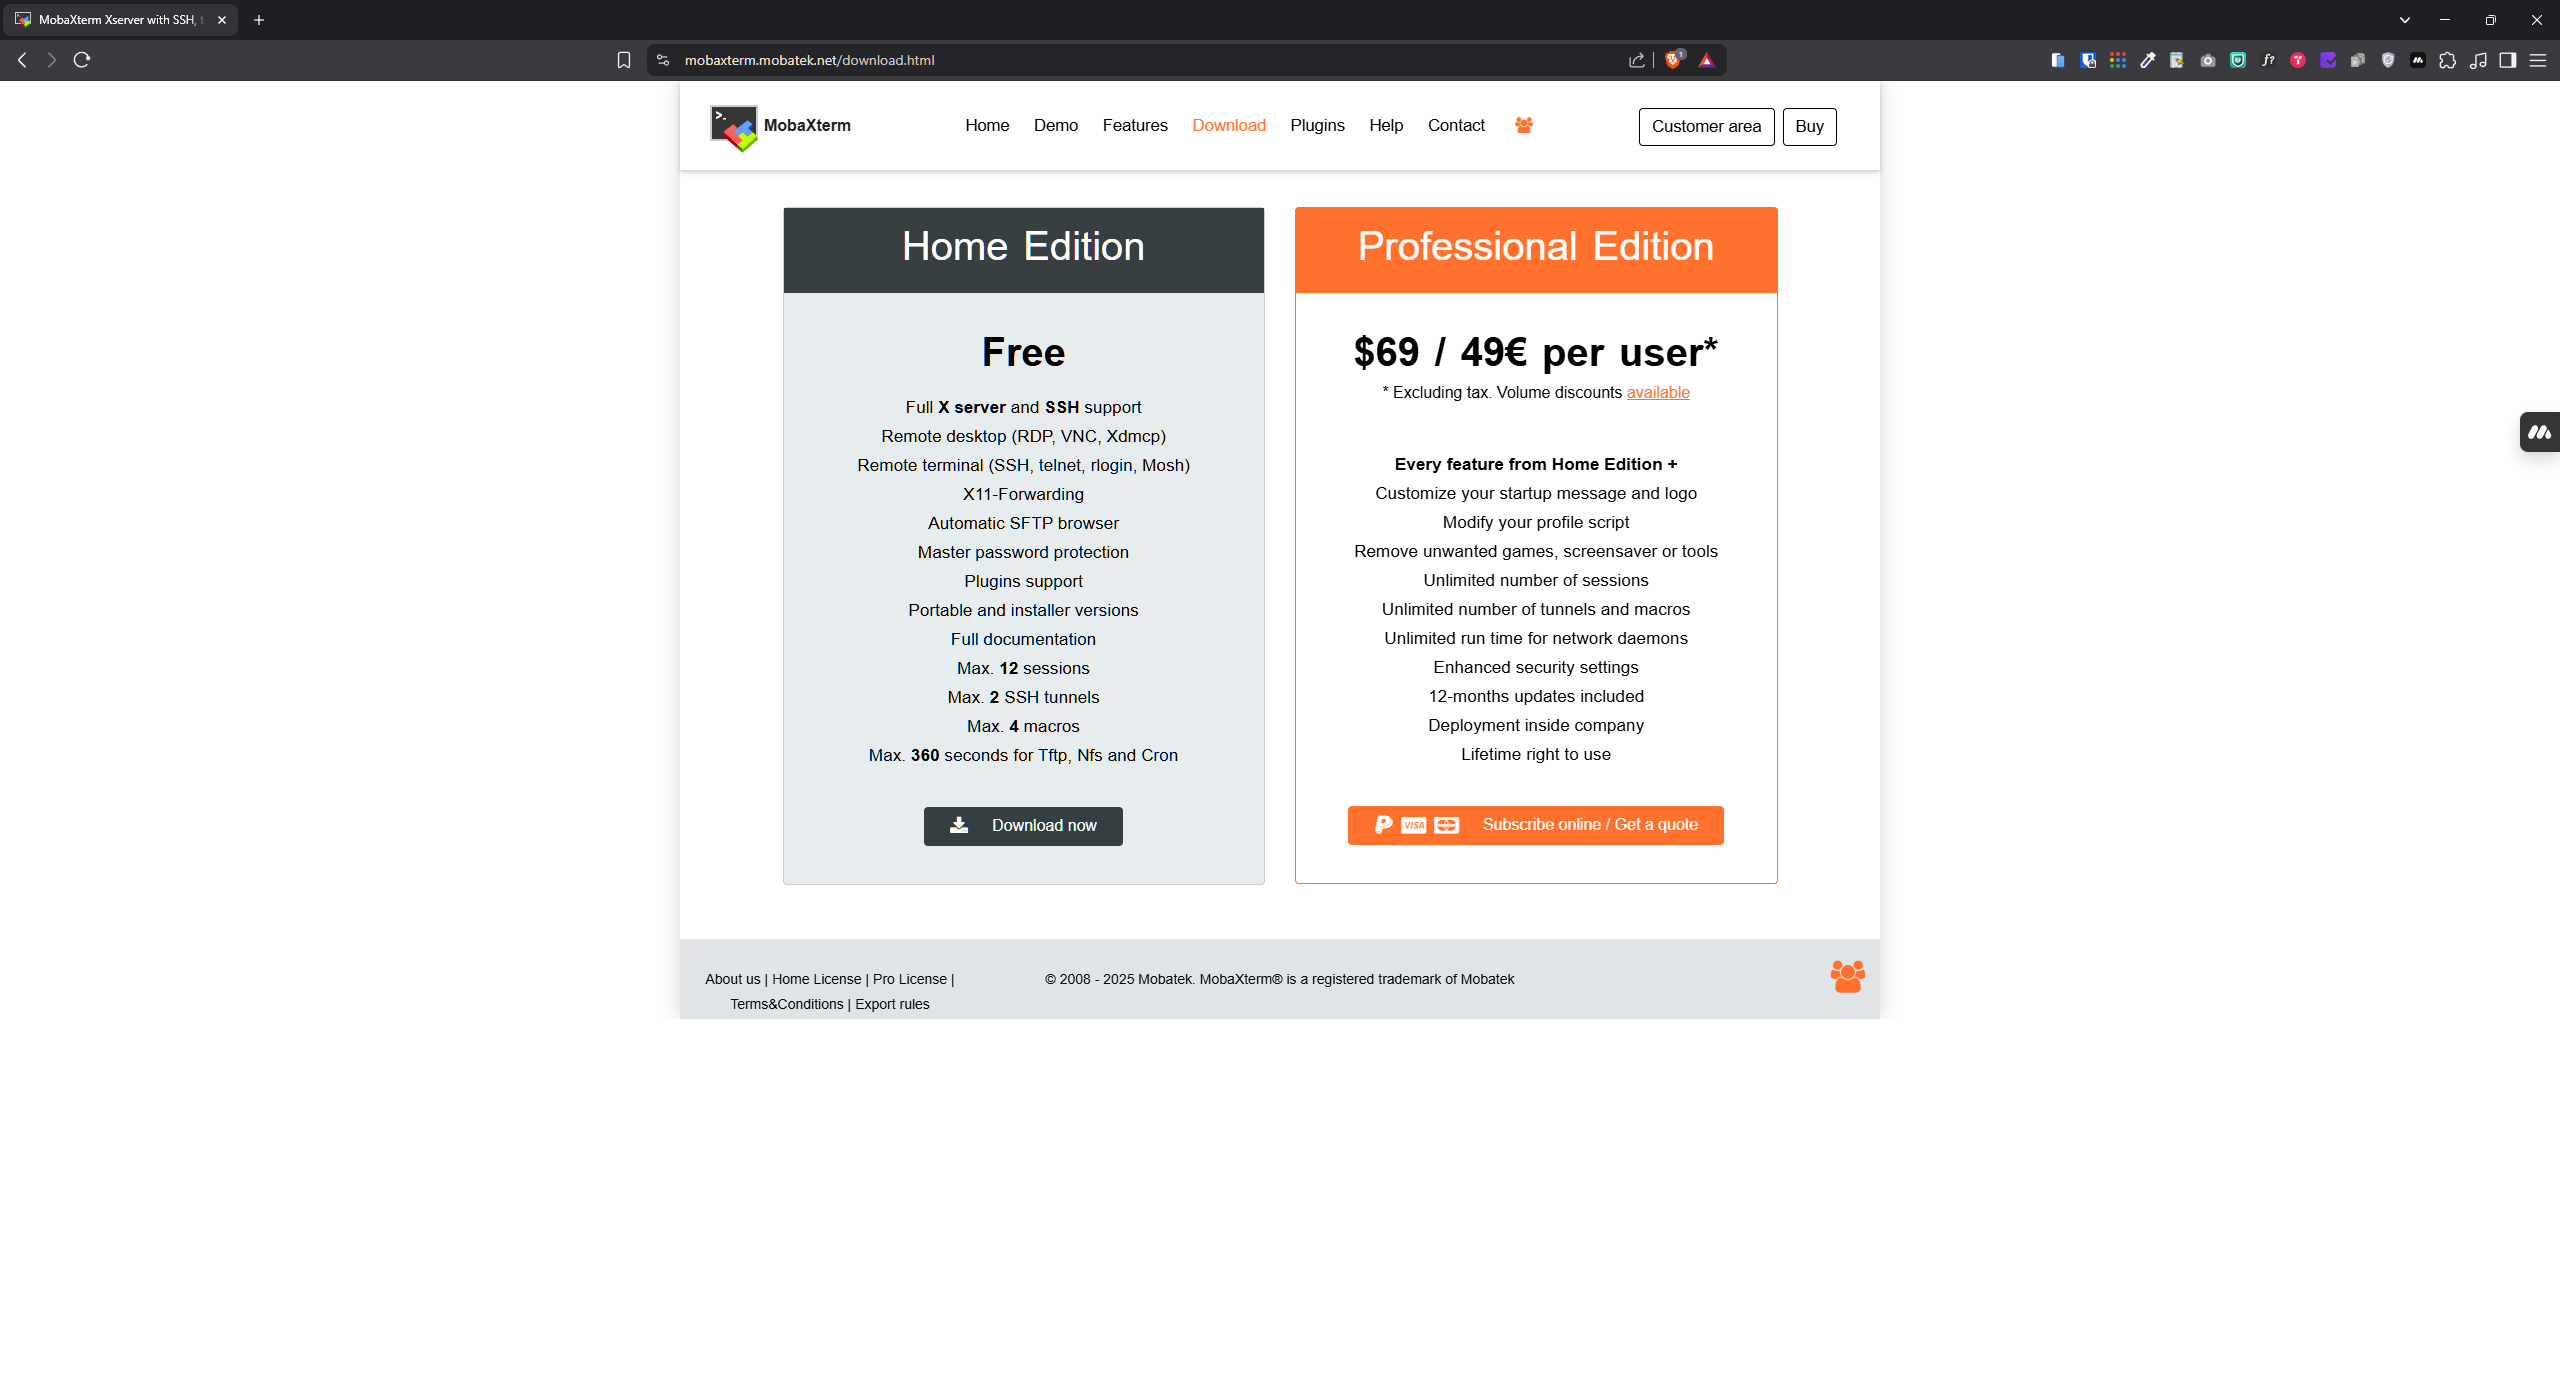 MobaXterm Xserver with SSH,
mobaxterm.mobatek.net/download.html
1
>_
MobaXterm
Home
Demo
Features
Download
Plugins
Help
Contact
Customer area
Buy
Home Edition
Free
Full X server and SSH support
Remote desktop (RDP, VNC, Xdmcp)
Remote terminal (SSH, telnet, rlogin, Mosh)
X11-Forwarding
Automatic SFTP browser
Master password protection
Plugins support
Portable and installer versions
Full documentation
Max. 12 sessions
Max. 2 SSH tunnels
Max. 4 macros
Max. 360 seconds for Tftp, Nfs and Cron
Download now
Professional Edition
$69 / 49€ per user*
* Excluding tax. Volume discounts available
Every feature from Home Edition +
Customize your startup message and logo
Modify your profile script
Remove unwanted games, screensaver or tools
Unlimited number of sessions
Unlimited number of tunnels and macros
Unlimited run time for network daemons
Enhanced security settings
12-months updates included
Deployment inside company
Lifetime right to use
VISA
Subscribe online / Get a quote
About us | Home License | Pro License |
Terms&Conditions | Export rules
© 2008 - 2025 Mobatek. MobaXterm® is a registered trademark of Mobatek